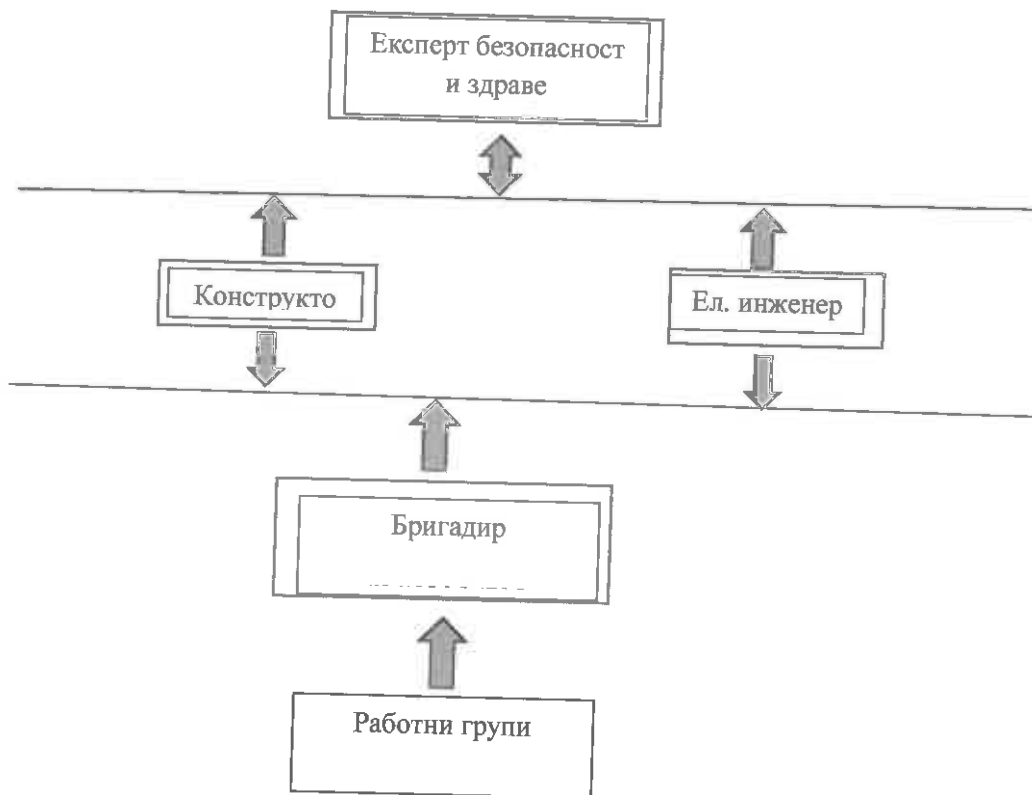 Експерт безопасност
и здраве
Конструкто
Ел. инженер
Бригадир
Работни групи